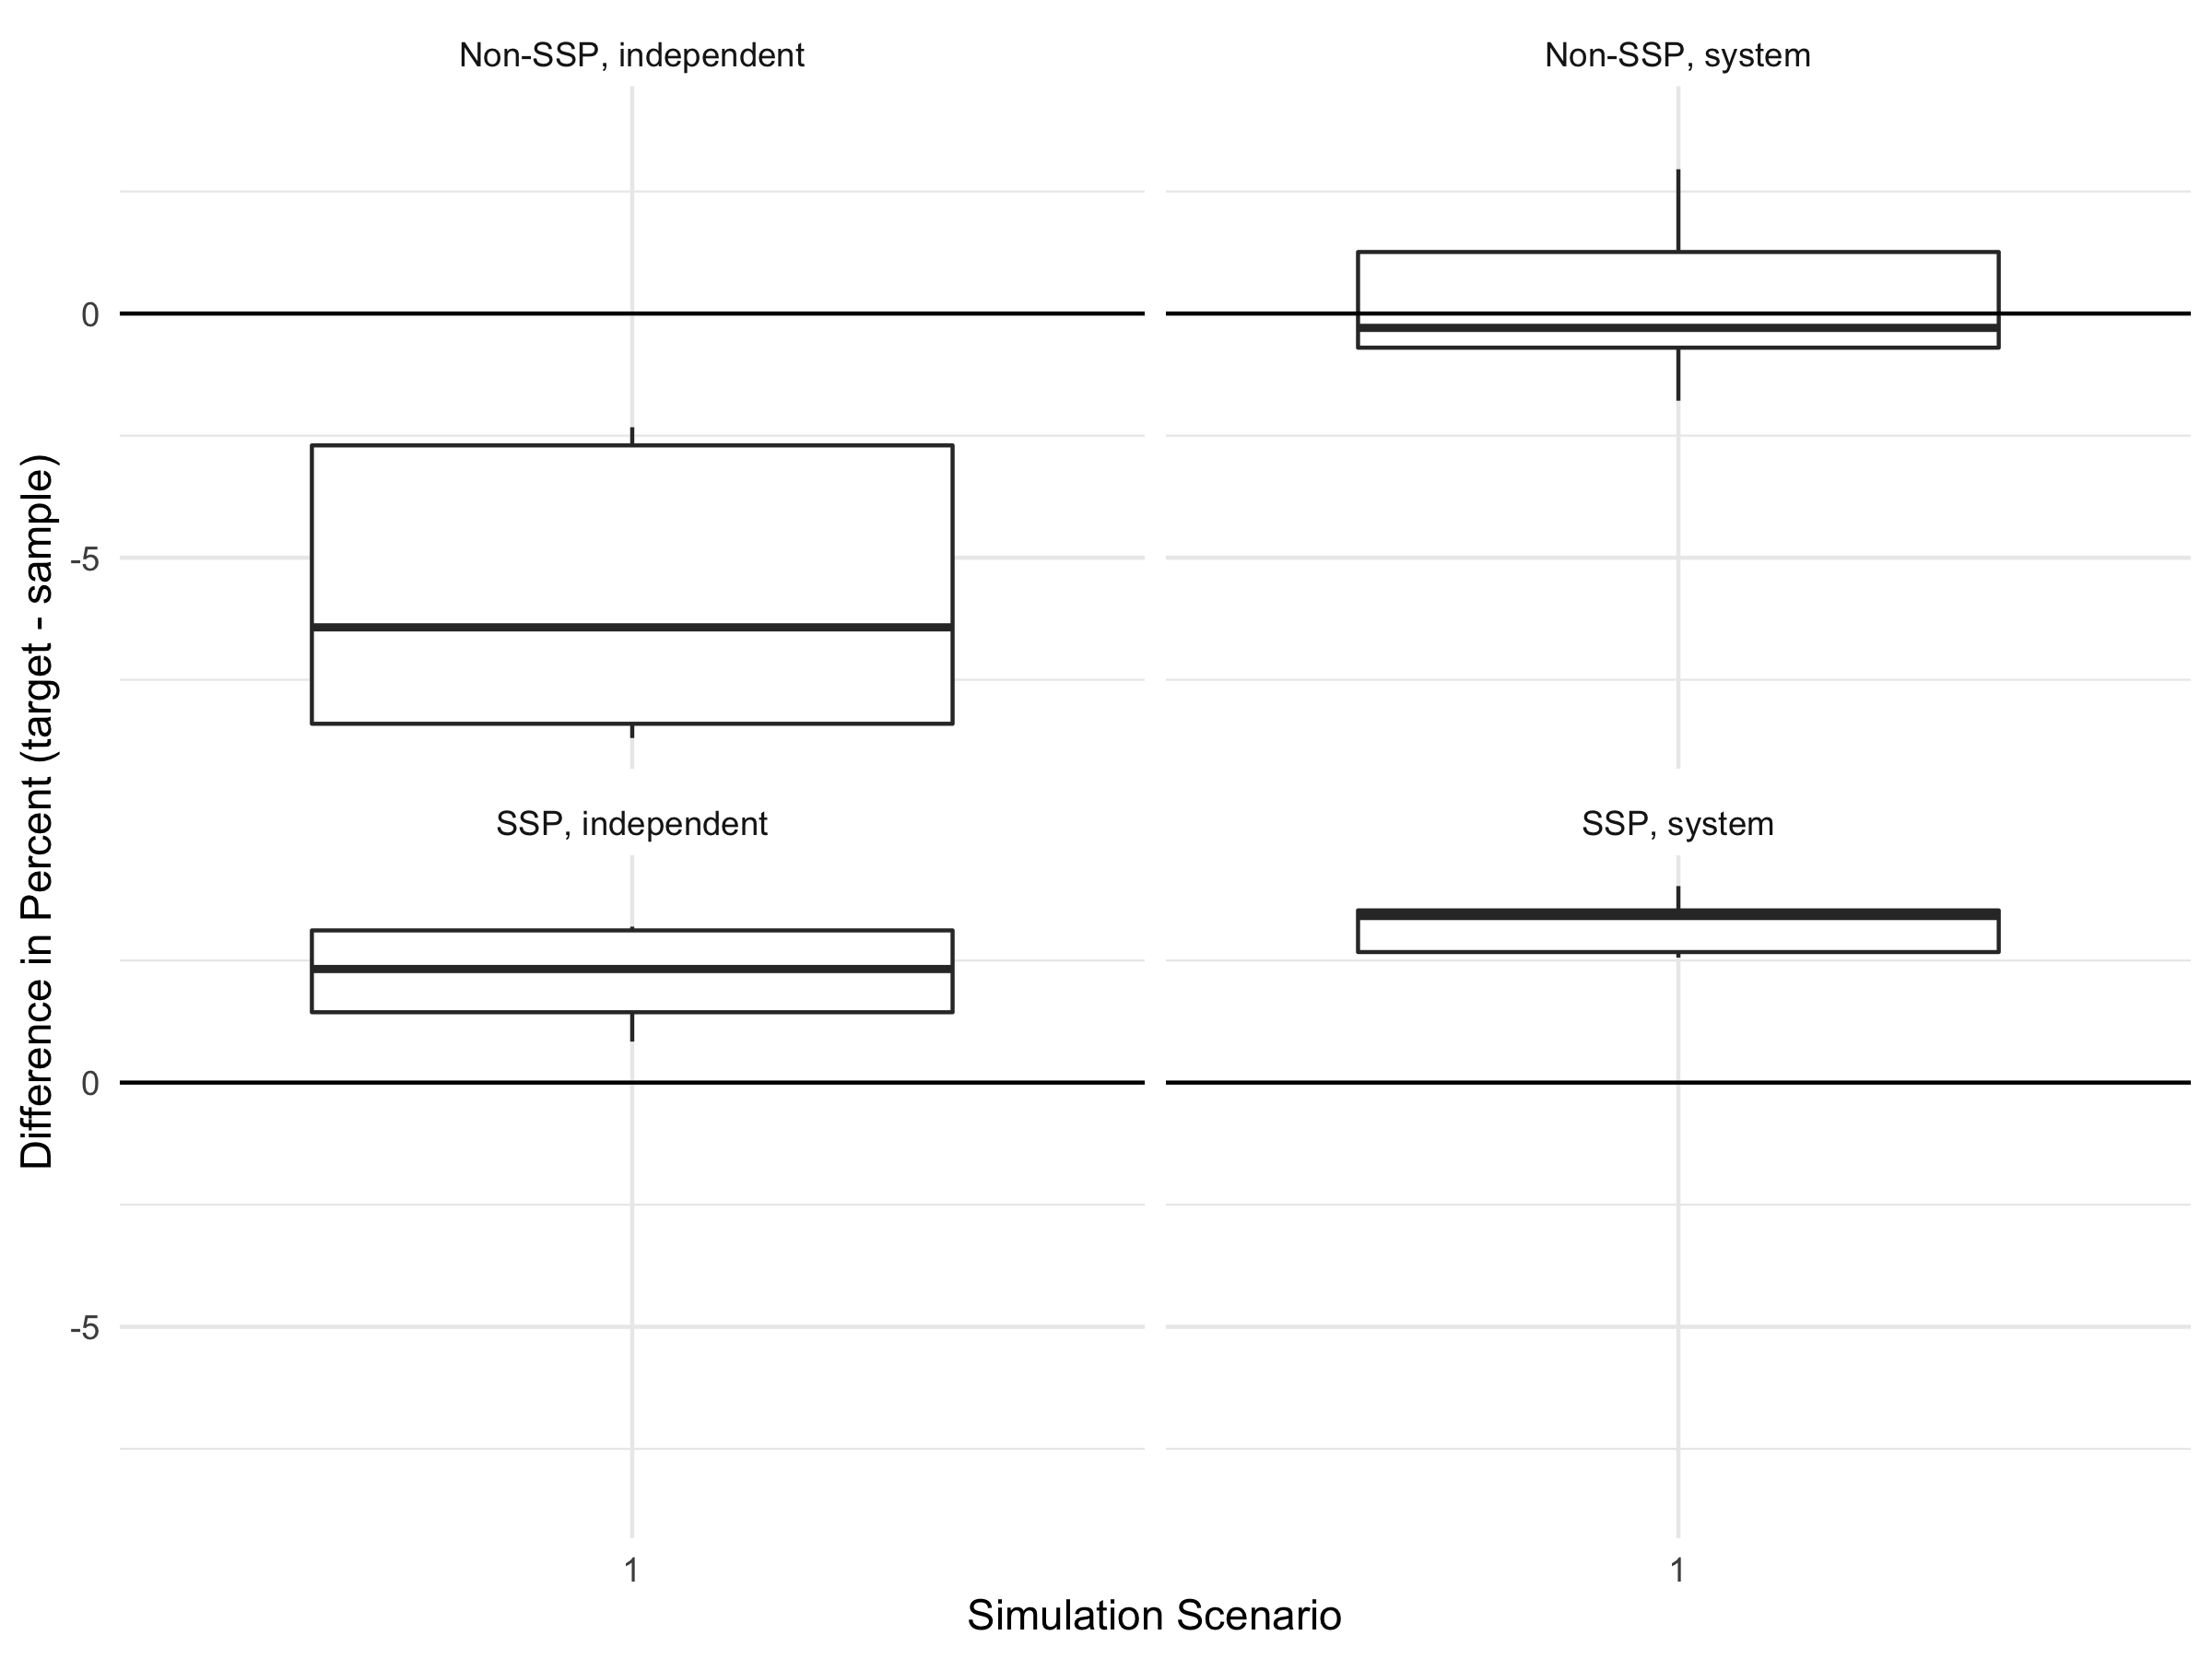 Non-SSP, independent
Non-SSP, system
0
-5
SSP, independent
SSP, system
0
-5
1
1
Simulation Scenario
Difference in Percent (target - sample)